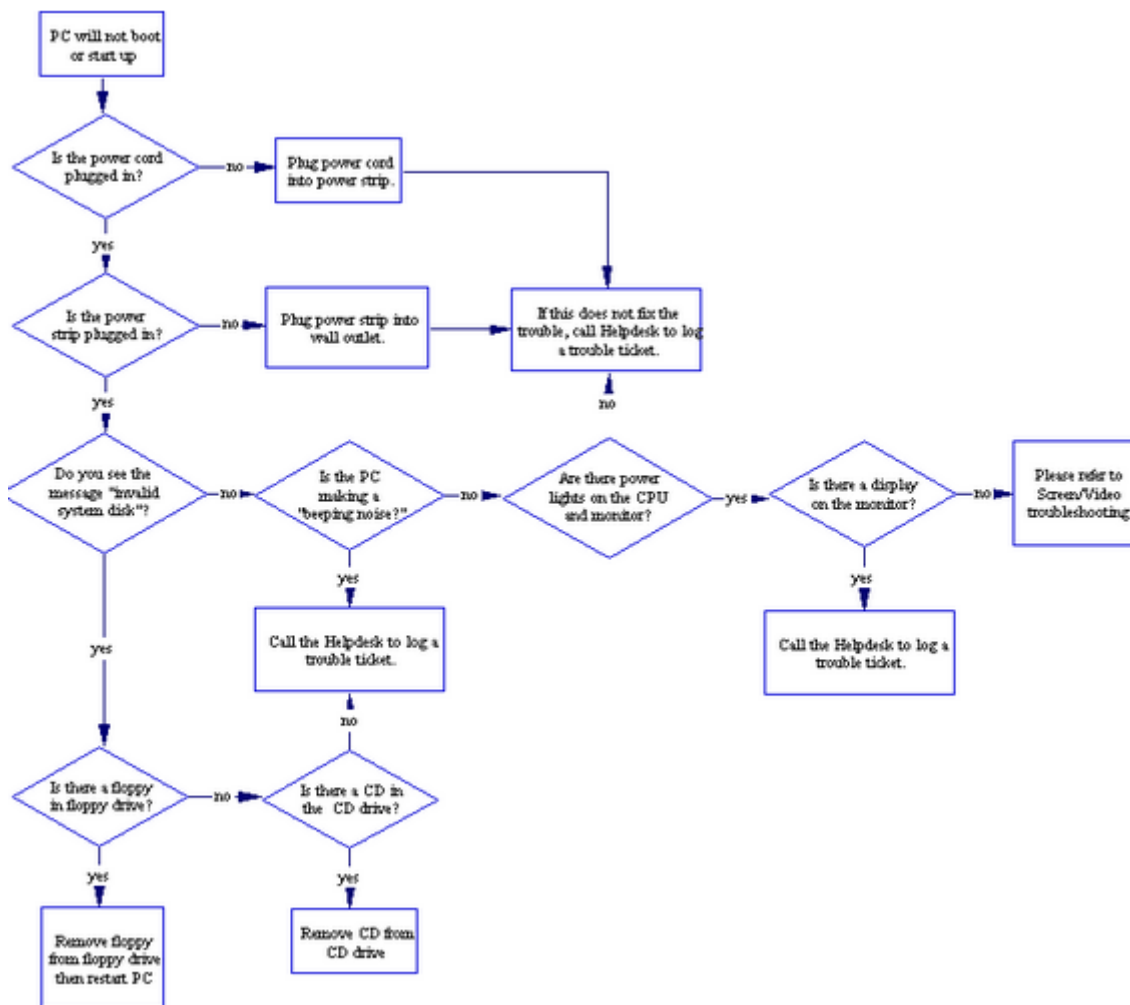 PC will not boot
or start up
Is the power cord
plugged in?
no
Plug power cord
into power strip.
yes
Is the power
strip plugged in?
no
Plug power strip into
wall outlet.
If this does not fix the
trouble, call Helpdesk to log
a trouble ticket.
yes
no
Do you see the
message "invalid
system disk"?
no
Is the PC
making a
"beeping noise?"
no
Are there power
lights on the CPU
and monitor?
yes
Is there a display
on the monitor?
no
Please refer to
Screen/Video
troubleshooting
yes
yes
yes
Call the Helpdesk to log a
trouble ticket.
Call the Helpdesk to log a
trouble ticket.
no
Is there a floppy
in floppy drive?
no
Is there a CD in
the CD drive?
yes
yes
Remove floppy
from floppy drive
then restart PC
Remove CD from
CD drive